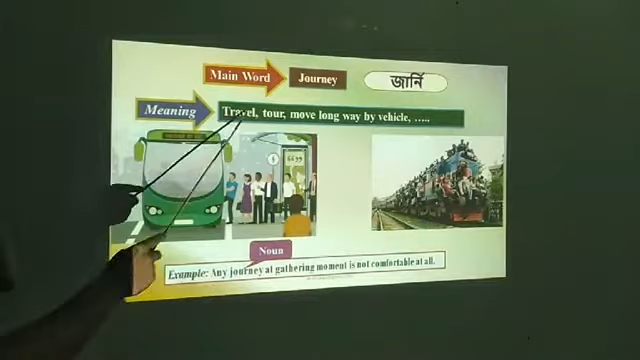 Main Word
Journey
জার্নি
Meaning
Travel, tour, move long way by vehicle, .....
Noun
Example: Any journey at gathering moment is not comfortable at all.